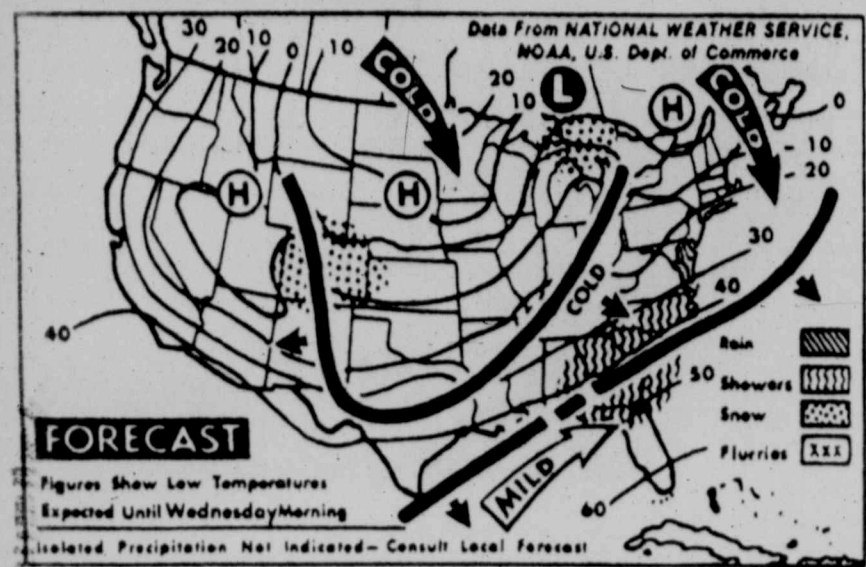 Data From NATIONAL WEATHER SERVICE,
NOAA, U.S. Dept. of Commerce
30
20
10
0
10
COLD
20
10
L
H
COLD
0
10
20
H
H
30
COLD
40
40
50
MILD
60
Rain
Showers
Snow
Flurries
XXX
FORECAST
Figures Show Low Temperatures
Expected Until Wednesday Morning
Isolated Precipitation Not Indicated— Consult Local Forecast